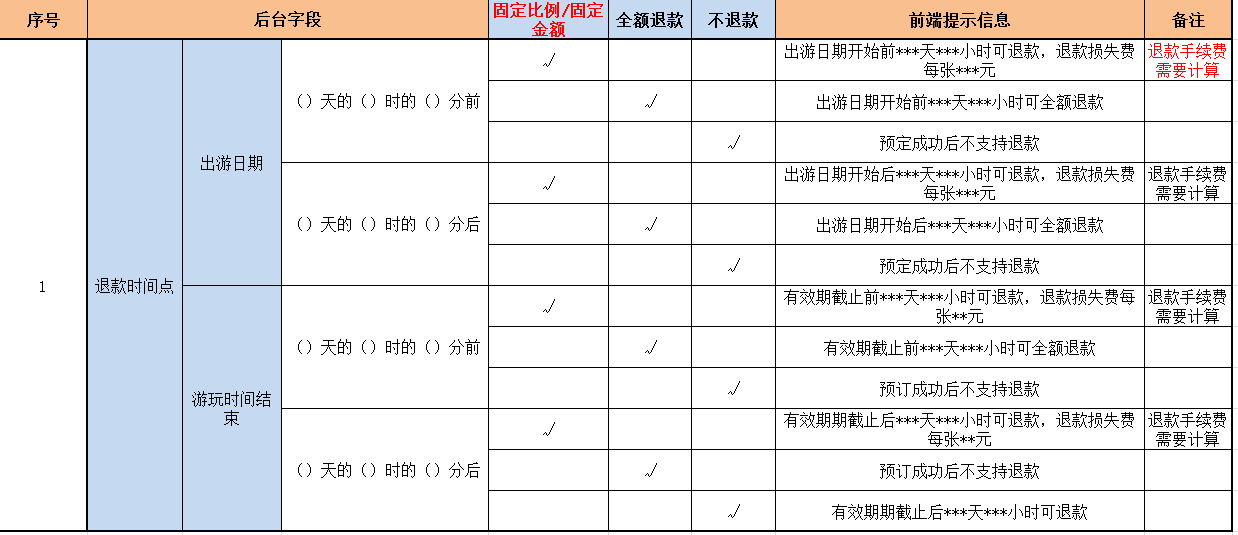 序号
后台字段
固定比例/固定
金额
全额退款
不退款
前端提示信息
备注
1
退款时间点
出游日期
（）天的（）时的（）分前
√
出游日期开始前***天***小时可退款，退款损失费
每张***元
退款手续费
需要计算
√
出游日期开始前***天***小时可全额退款
√
预定成功后不支持退款
（）天的（）时的（）分后
√
出游日期开始后***天***小时可退款，退款损失费
每张***元
退款手续费
需要计算
√
出游日期开始后***天***小时可全额退款
√
预定成功后不支持退款
游玩时间结
束
（）天的（）时的（）分前
√
有效期截止前***天***小时可退款，退款损失费每
张**元
退款手续费
需要计算
√
有效期截止前***天***小时可全额退款
√
预订成功后不支持退款
（）天的（）时的（）分后
√
有效期期截止后***天***小时可退款，退款损失费
每张**元
退款手续费
需要计算
√
预订成功后不支持退款
√
有效期期截止后***天***小时可退款